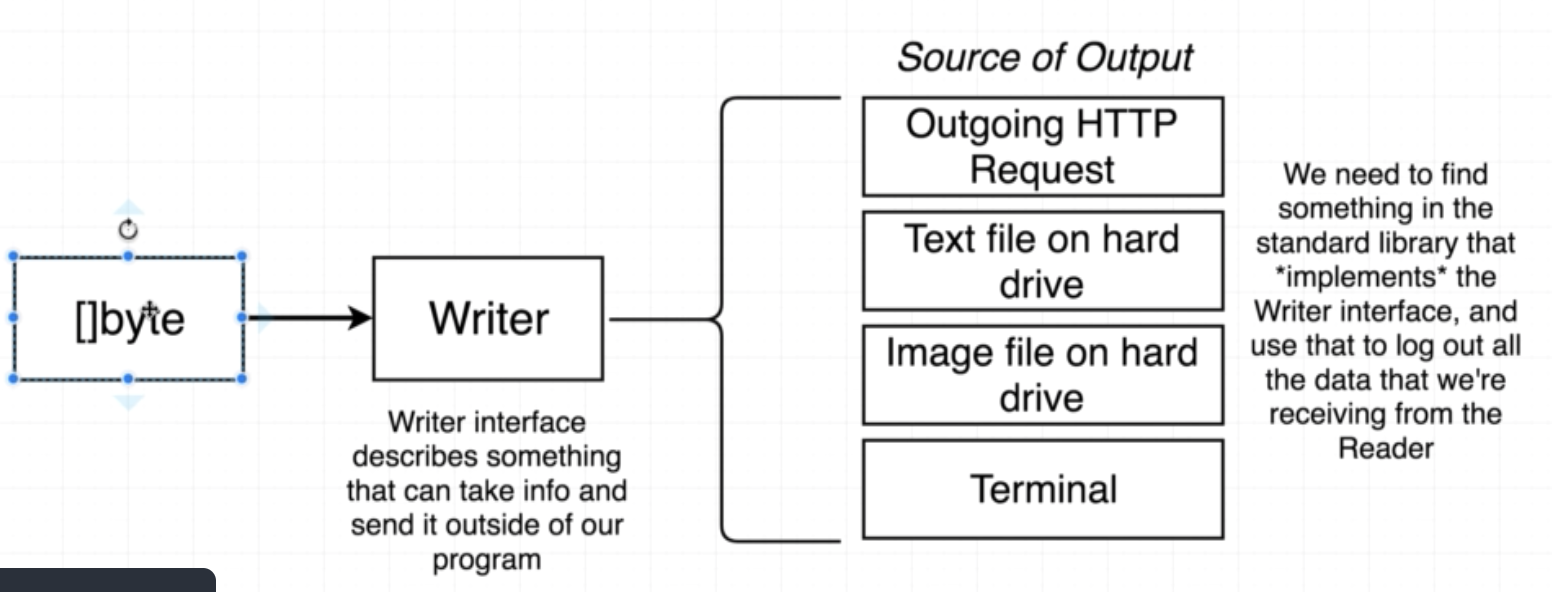 Source of Output
Outgoing HTTP
Request
Text file on hard
drive
Image file on hard
drive
Terminal
[]byte
Writer
Writer interface
describes something
that can take info and
send it outside of our
program
We need to find
something in the
standard library that
*implements* the
Writer interface, and
use that to log out all
the data that we're
receiving from the
Reader